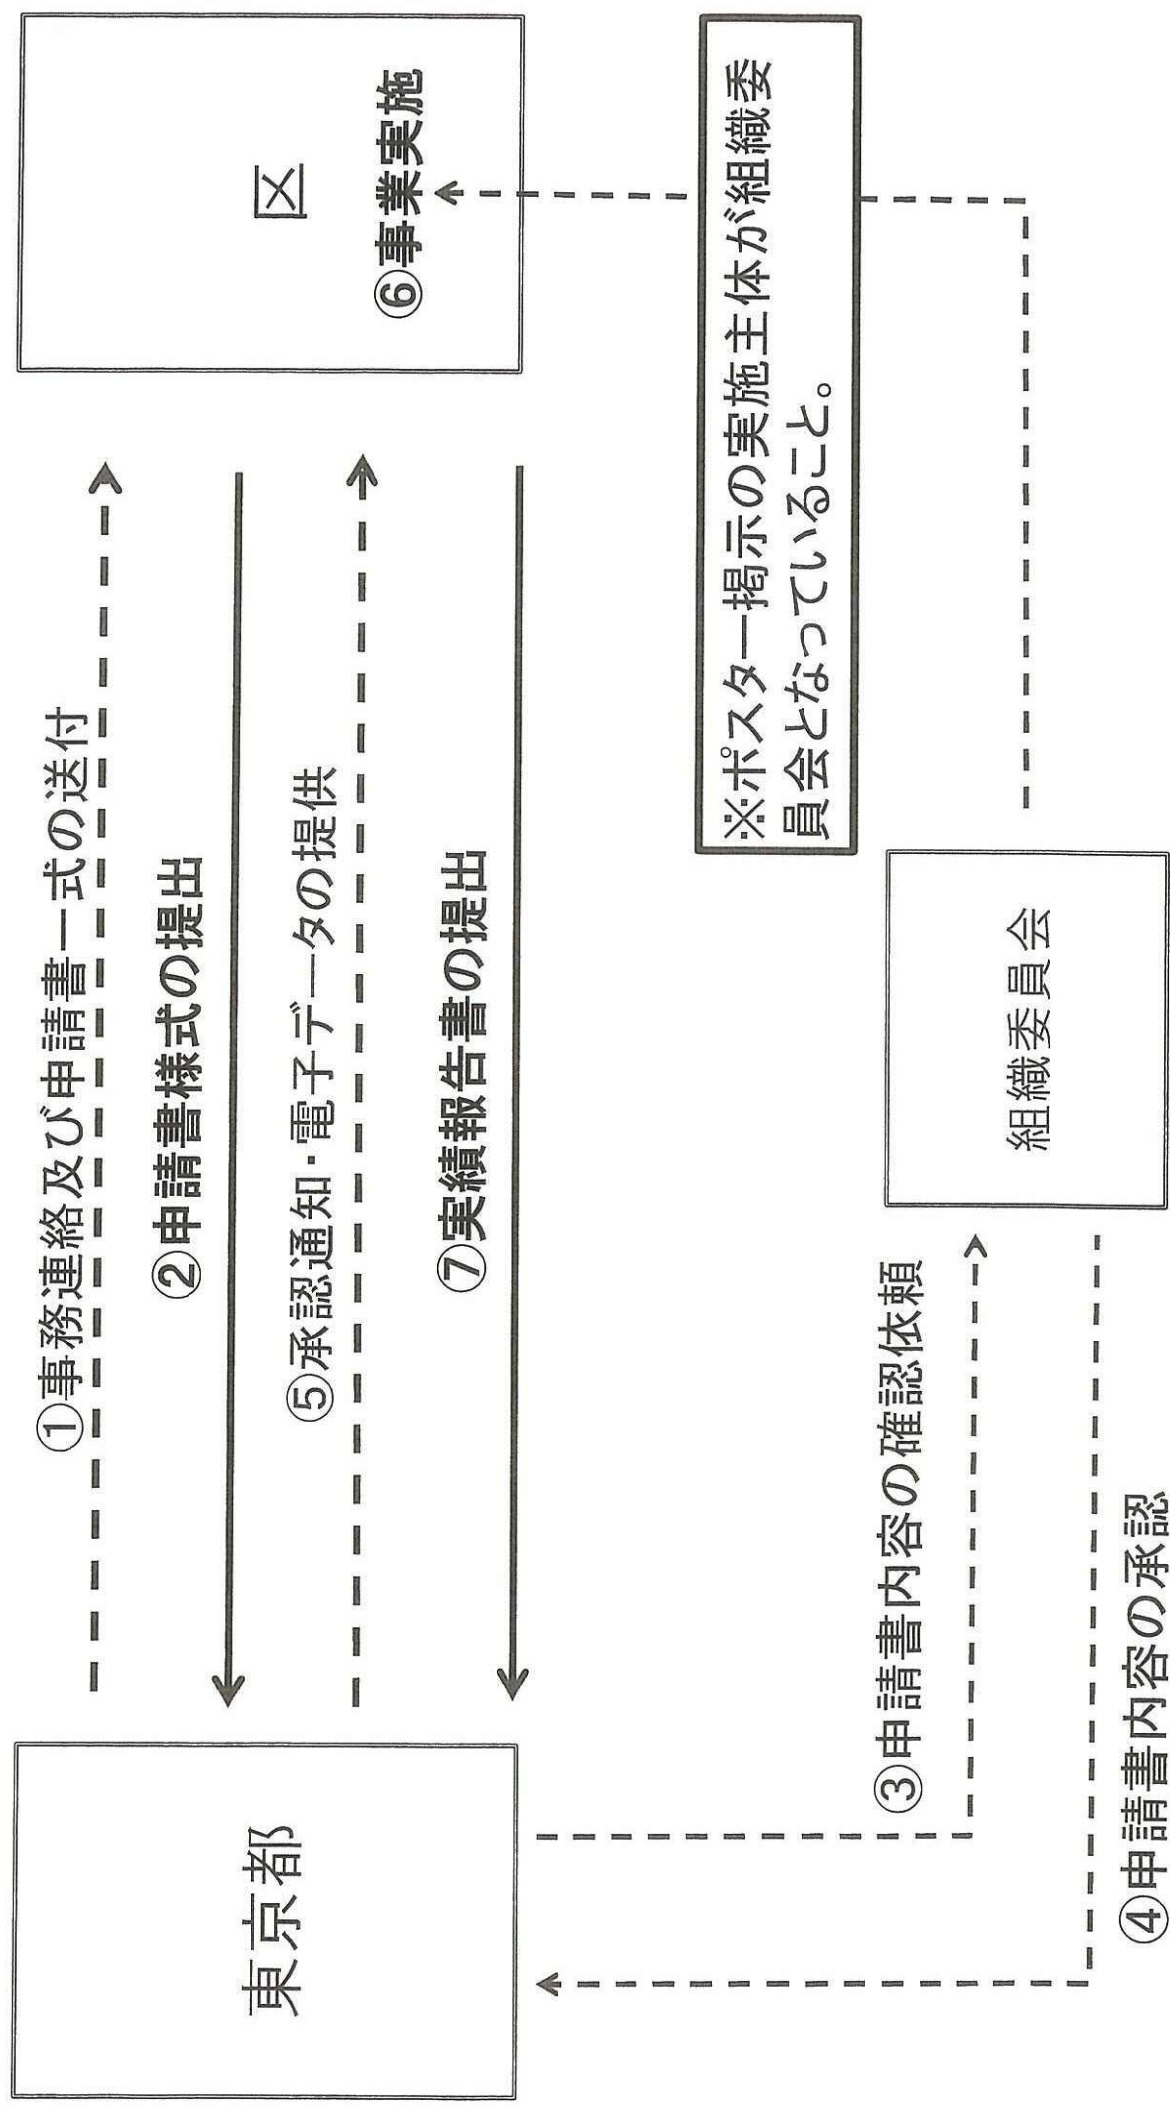 ①事務連絡及び申請書一式の送付
②申請書様式の提出
⑤承認通知・電子データの提供
⑦実績報告書の提出
東京都
区
⑥事業実施
③申請書内容の確認依頼
④申請書内容の承認
組織委員会
※ポスター掲示の実施主体が組織委
員会となっていること。